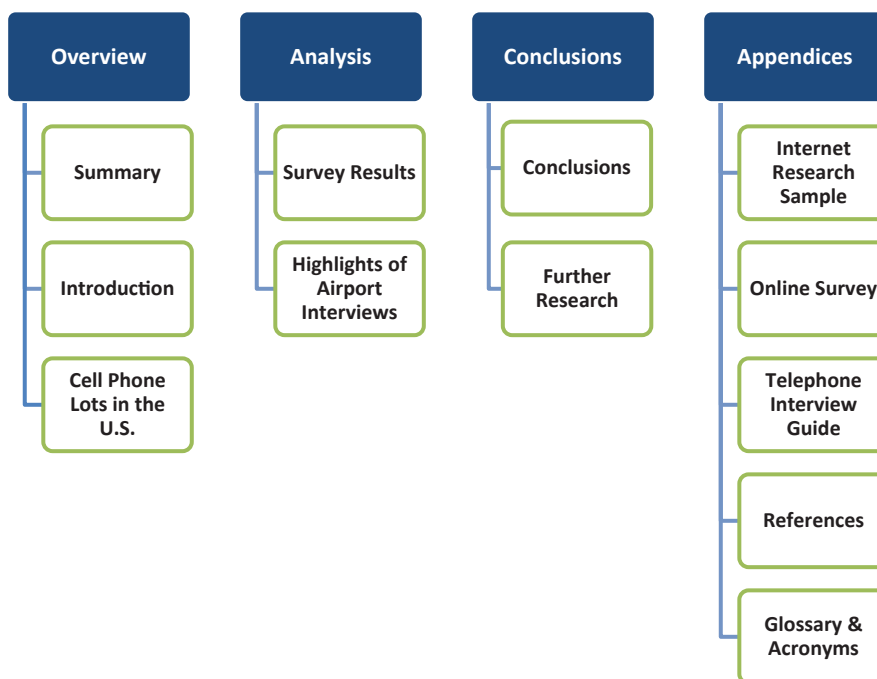 Overview
Summary
Introduction
Cell Phone
Lots in the
U.S.
Analysis
Survey Results
Highlights of
Airport
Interviews
Conclusions
Conclusions
Further
Research
Appendices
Internet
Research
Sample
Online Survey
Telephone
Interview
Guide
References
Glossary &
Acronyms